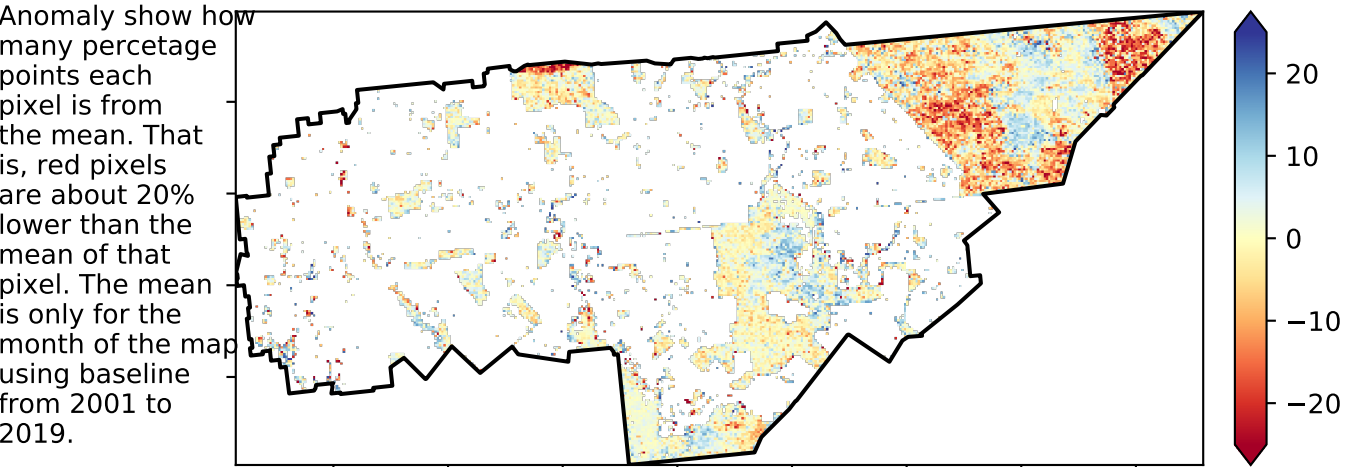 Anomaly show how
many percetage
points each
pixel is from
the mean. That
is, red pixels
are about 20%
lower than the
mean of that
pixel. The mean
is only for the
month of the map
using baseline
from 2001 to
2019.
20
10
0
−10
−20